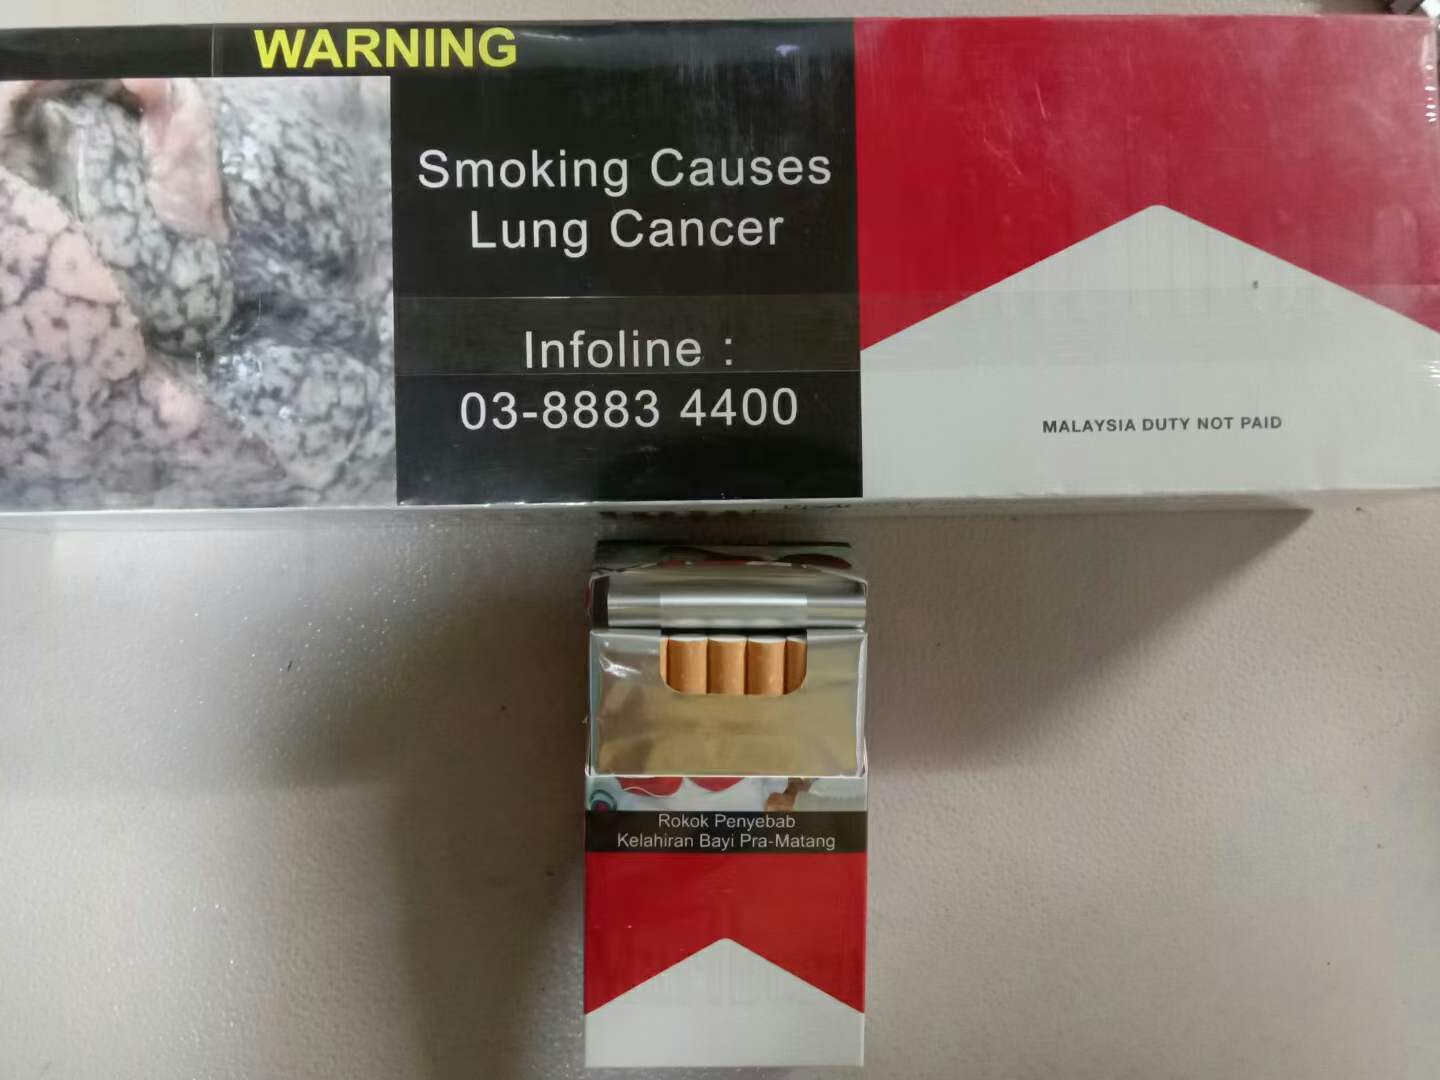 WARNING
Smoking Causes
Lung Cancer
Infoline :
03-8883 4400
MALAYSIA DUTY NOT PAID
Rokok Penyebab
Kelahiran Bayi Pra-Matang